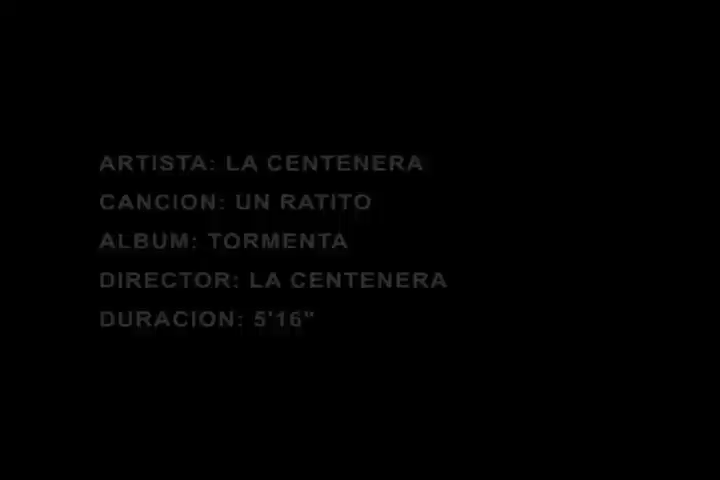 ARTISTA: LA CENTENERA
CANCION: UN RATITO
ALBUM: TORMENTA
DIRECTOR: LA CENTENERA
DURACION: 5'16"